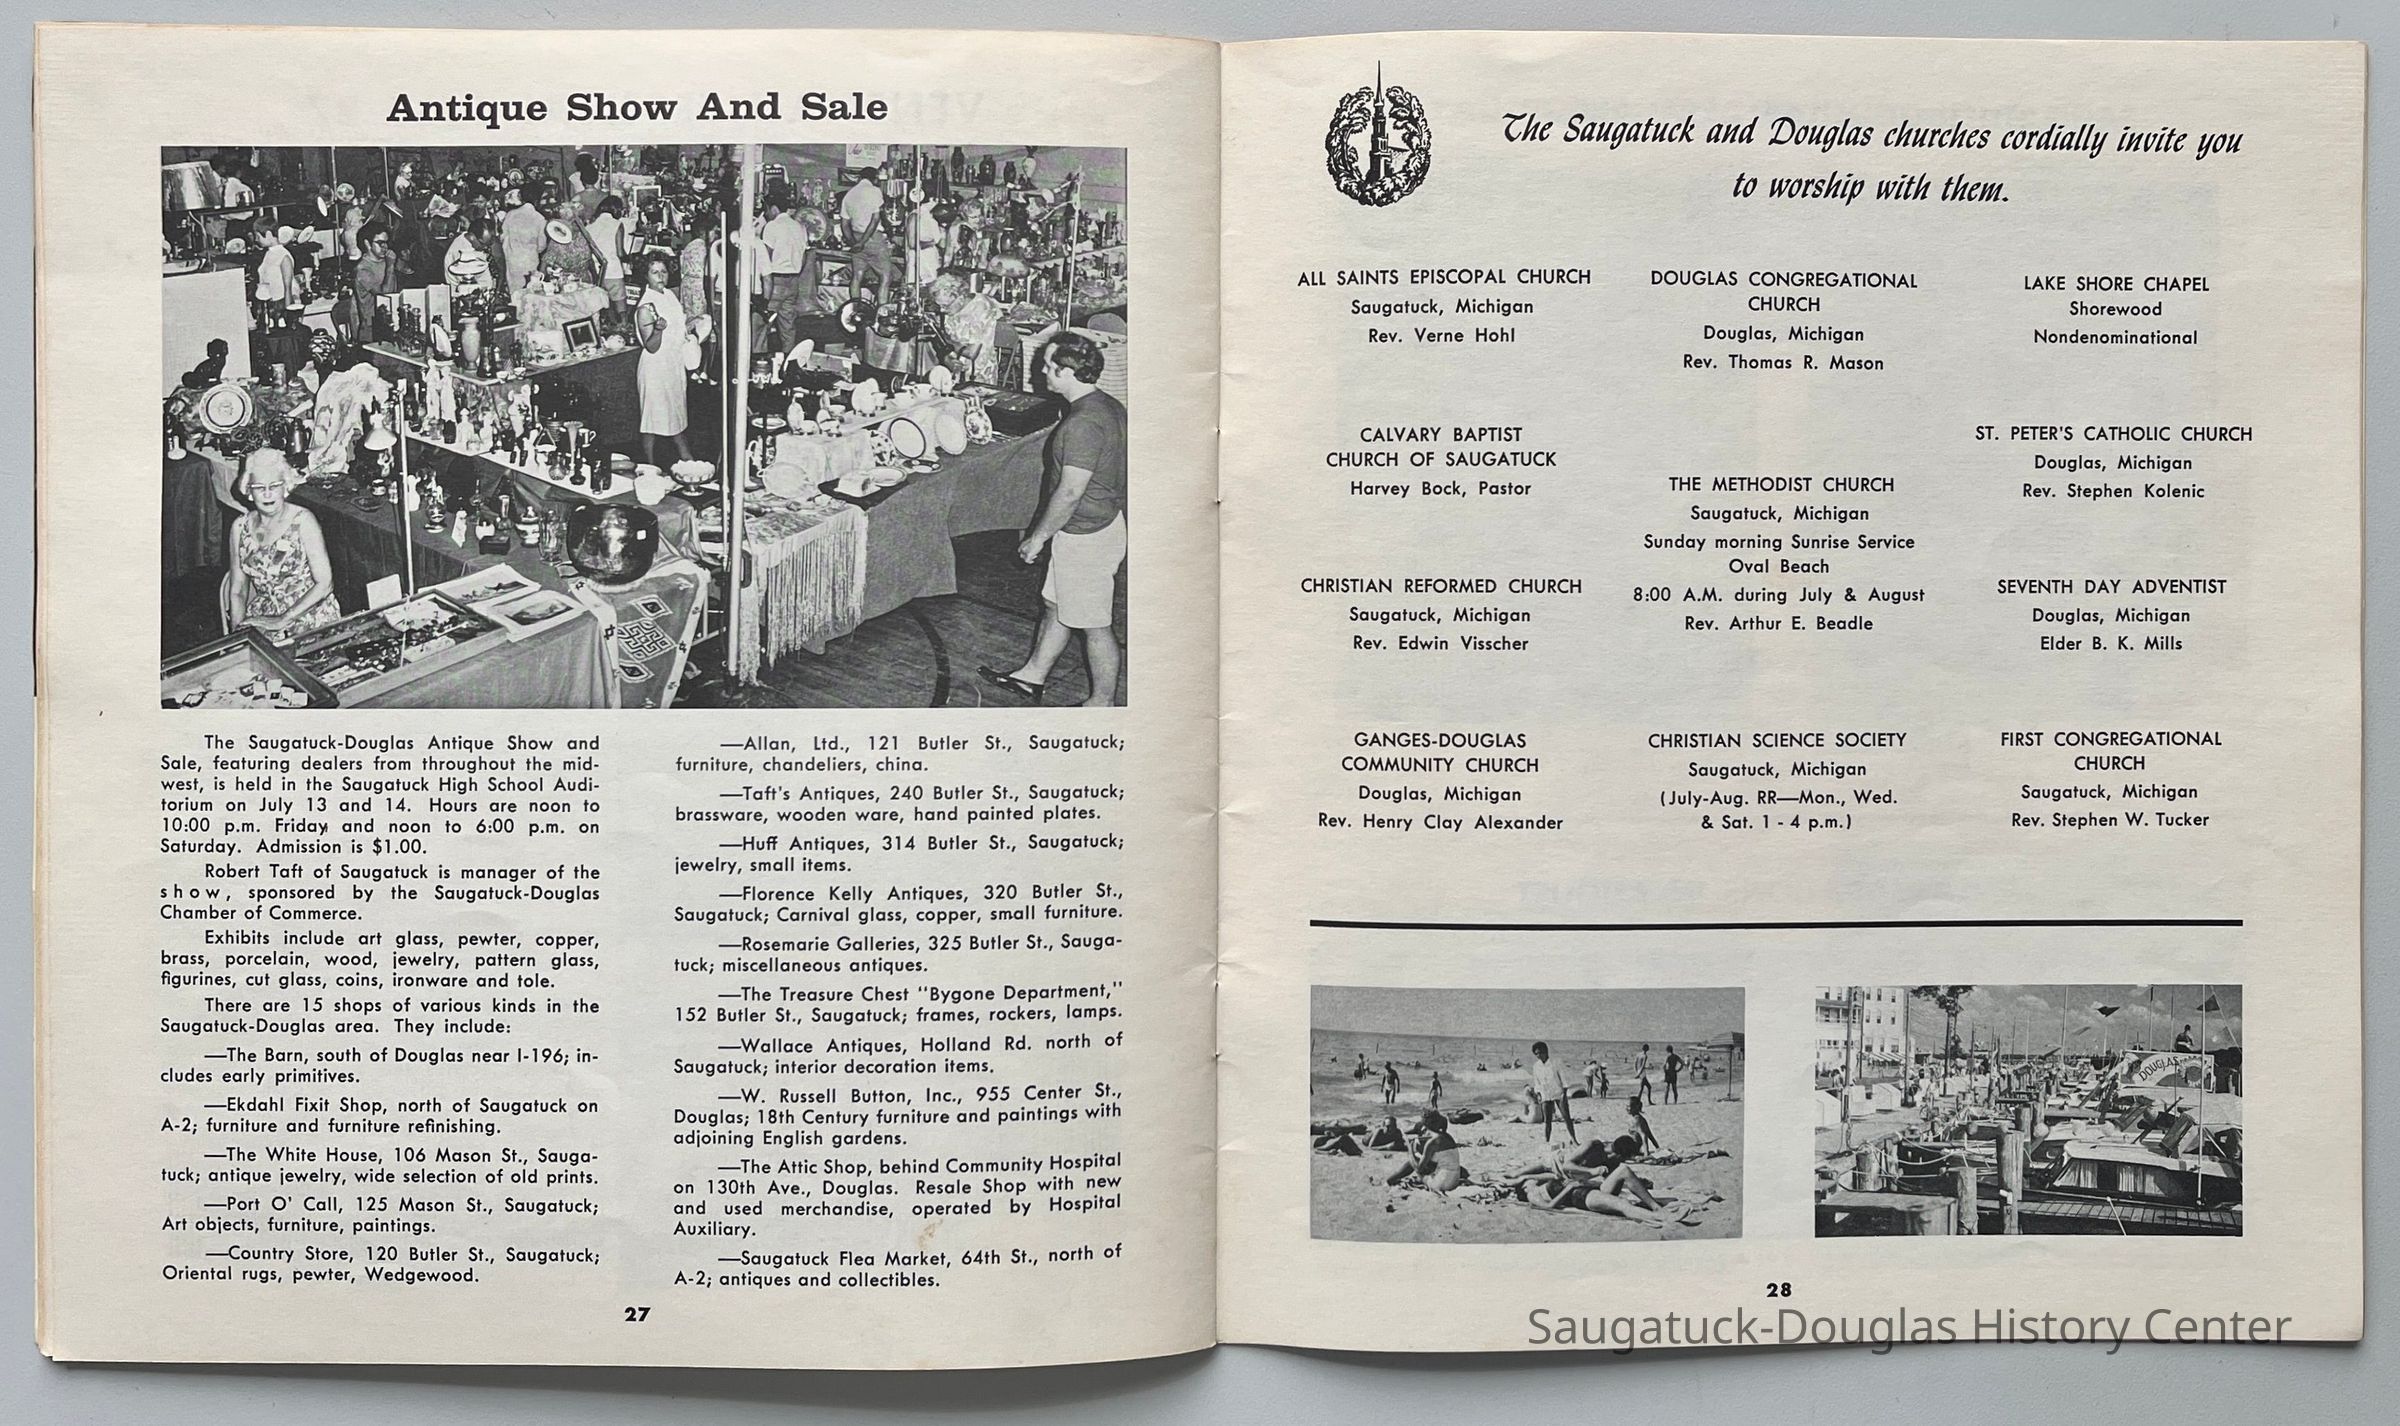 Antique Show And Sale
The Saugatuck-Douglas Antique Show and
Sale, featuring dealers from throughout the mid-
west, is held in the Saugatuck High School Audi-
torium on July 13 and 14. Hours are noon to
10:00 p.m. Friday and noon to 6:00 p.m. on
Saturday. Admission is $1.00.
Robert Taft of Saugatuck is manager of the
show, sponsored by the Saugatuck-Douglas
Chamber of Commerce.
Exhibits include art glass, pewter, copper,
brass, porcelain, wood, jewelry, pattern glass,
figurines, cut glass, coins, ironware and tole.
There are 15 shops of various kinds in the
Saugatuck-Douglas area. They include:
—The Barn, south of Douglas near I-196; in-
cludes early primitives.
—Ekdahl Fixit Shop, north of Saugatuck on
A-2; furniture and furniture refinishing.
—The White House, 106 Mason St., Sauga-
tuck; antique jewelry, wide selection of old prints.
—Port O' Call, 125 Mason St., Saugatuck;
Art objects, furniture, paintings.
—Country Store, 120 Butler St., Saugatuck;
Oriental rugs, pewter, Wedgewood.
—Allan, Ltd., 121 Butler St., Saugatuck;
furniture, chandeliers, china.
—Taft's Antiques, 240 Butler St., Saugatuck;
brassware, wooden ware, hand painted plates.
—Huff Antiques, 314 Butler St., Saugatuck;
jewelry, small items.
—Florence Kelly Antiques, 320 Butler St.,
Saugatuck; Carnival glass, copper, small furniture.
—Rosemarie Galleries, 325 Butler St., Sauga-
tuck; miscellaneous antiques.
—The Treasure Chest "Bygone Department,"
152 Butler St., Saugatuck; frames, rockers, lamps.
—Wallace Antiques, Holland Rd. north of
Saugatuck; interior decoration items.
—W. Russell Button, Inc., 955 Center St.,
Douglas; 18th Century furniture and paintings with
adjoining English gardens.
—The Attic Shop, behind Community Hospital
on 130th Ave., Douglas. Resale Shop with new
and used merchandise, operated by Hospital
Auxiliary.
—Saugatuck Flea Market, 64th St., north of
A-2; antiques and collectibles.
27
The Saugatuck and Douglas churches cordially invite you
to worship with them.
ALL SAINTS EPISCOPAL CHURCH
Saugatuck, Michigan
Rev. Verne Hohl
CALVARY BAPTIST
CHURCH OF SAUGATUCK
Harvey Bock, Pastor
CHRISTIAN REFORMED CHURCH
Saugatuck, Michigan
Rev. Edwin Visscher
GANGES-DOUGLAS
COMMUNITY CHURCH
Douglas, Michigan
Rev. Henry Clay Alexander
DOUGLAS CONGREGATIONAL
CHURCH
Douglas, Michigan
Rev. Thomas R. Mason
THE METHODIST CHURCH
Saugatuck, Michigan
Sunday morning Sunrise Service
Oval Beach
8:00 A.M. during July & August
Rev. Arthur E. Beadle
CHRISTIAN SCIENCE SOCIETY
Saugatuck, Michigan
(July-Aug. RR—Mon., Wed.
& Sat. 1 - 4 p.m.)
LAKE SHORE CHAPEL
Shorewood
Nondenominational
ST. PETER'S CATHOLIC CHURCH
Douglas, Michigan
Rev. Stephen Kolenic
SEVENTH DAY ADVENTIST
Douglas, Michigan
Elder B. K. Mills
FIRST CONGREGATIONAL
CHURCH
Saugatuck, Michigan
Rev. Stephen W. Tucker
DOUGLAS
28
Saugatuck-Douglas History Center